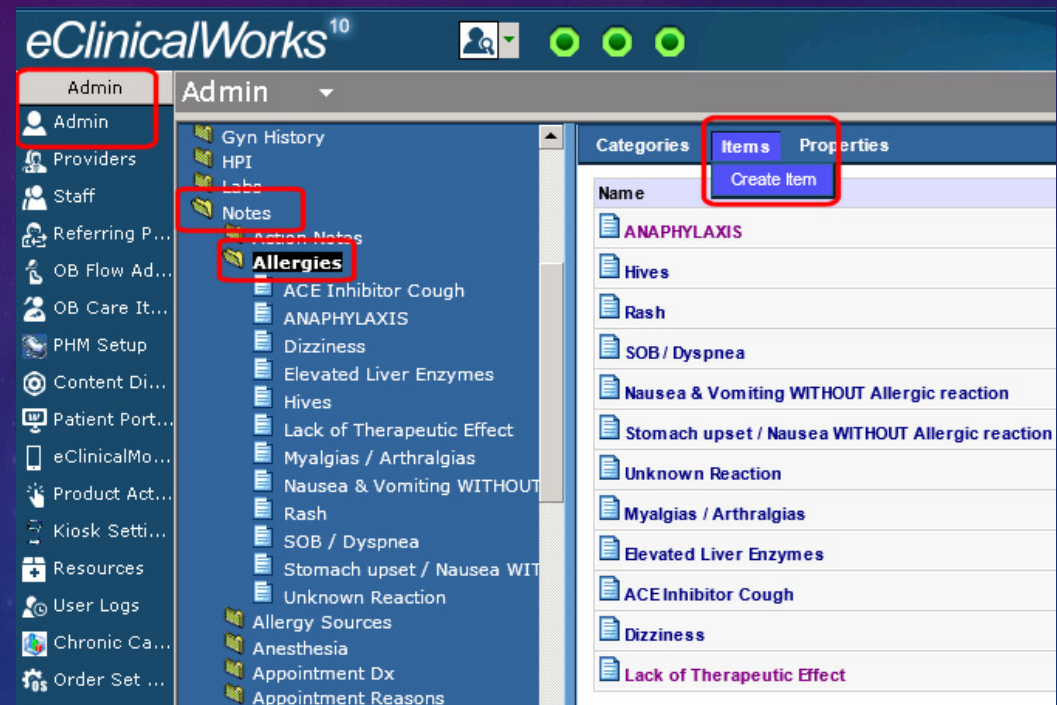 eClinicalWorks 10
Admin
Admin
Providers
Staff
Referring P...
OB Flow Ad...
OB Care It...
PHM Setup
Content Di...
Patient Port...
eClinicalMo...
Product Act...
Kiosk Setti...
Resources
User Logs
Chronic Ca...
Order Set ...
Admin
Gyn History
HPI
Labs
Notes
Action Notes
Allergies
ACE Inhibitor Cough
ANAPHYLAXIS
Dizziness
Elevated Liver Enzymes
Hives
Lack of Therapeutic Effect
Myalgias / Arthralgias
Nausea & Vomiting WITHOUT
Rash
SOB / Dyspnea
Stomach upset / Nausea WIT
Unknown Reaction
Allergy Sources
Anesthesia
Appointment Dx
Appointment Reasons
Categories Items Properties
Create Item
Name
ANAPHYLAXIS
Hives
Rash
SOB / Dyspnea
Nausea & Vomiting WITHOUT Allergic reaction
Stomach upset / Nausea WITHOUT Allergic reaction
Unknown Reaction
Myalgias / Arthralgias
Elevated Liver Enzymes
ACE Inhibitor Cough
Dizziness
Lack of Therapeutic Effect